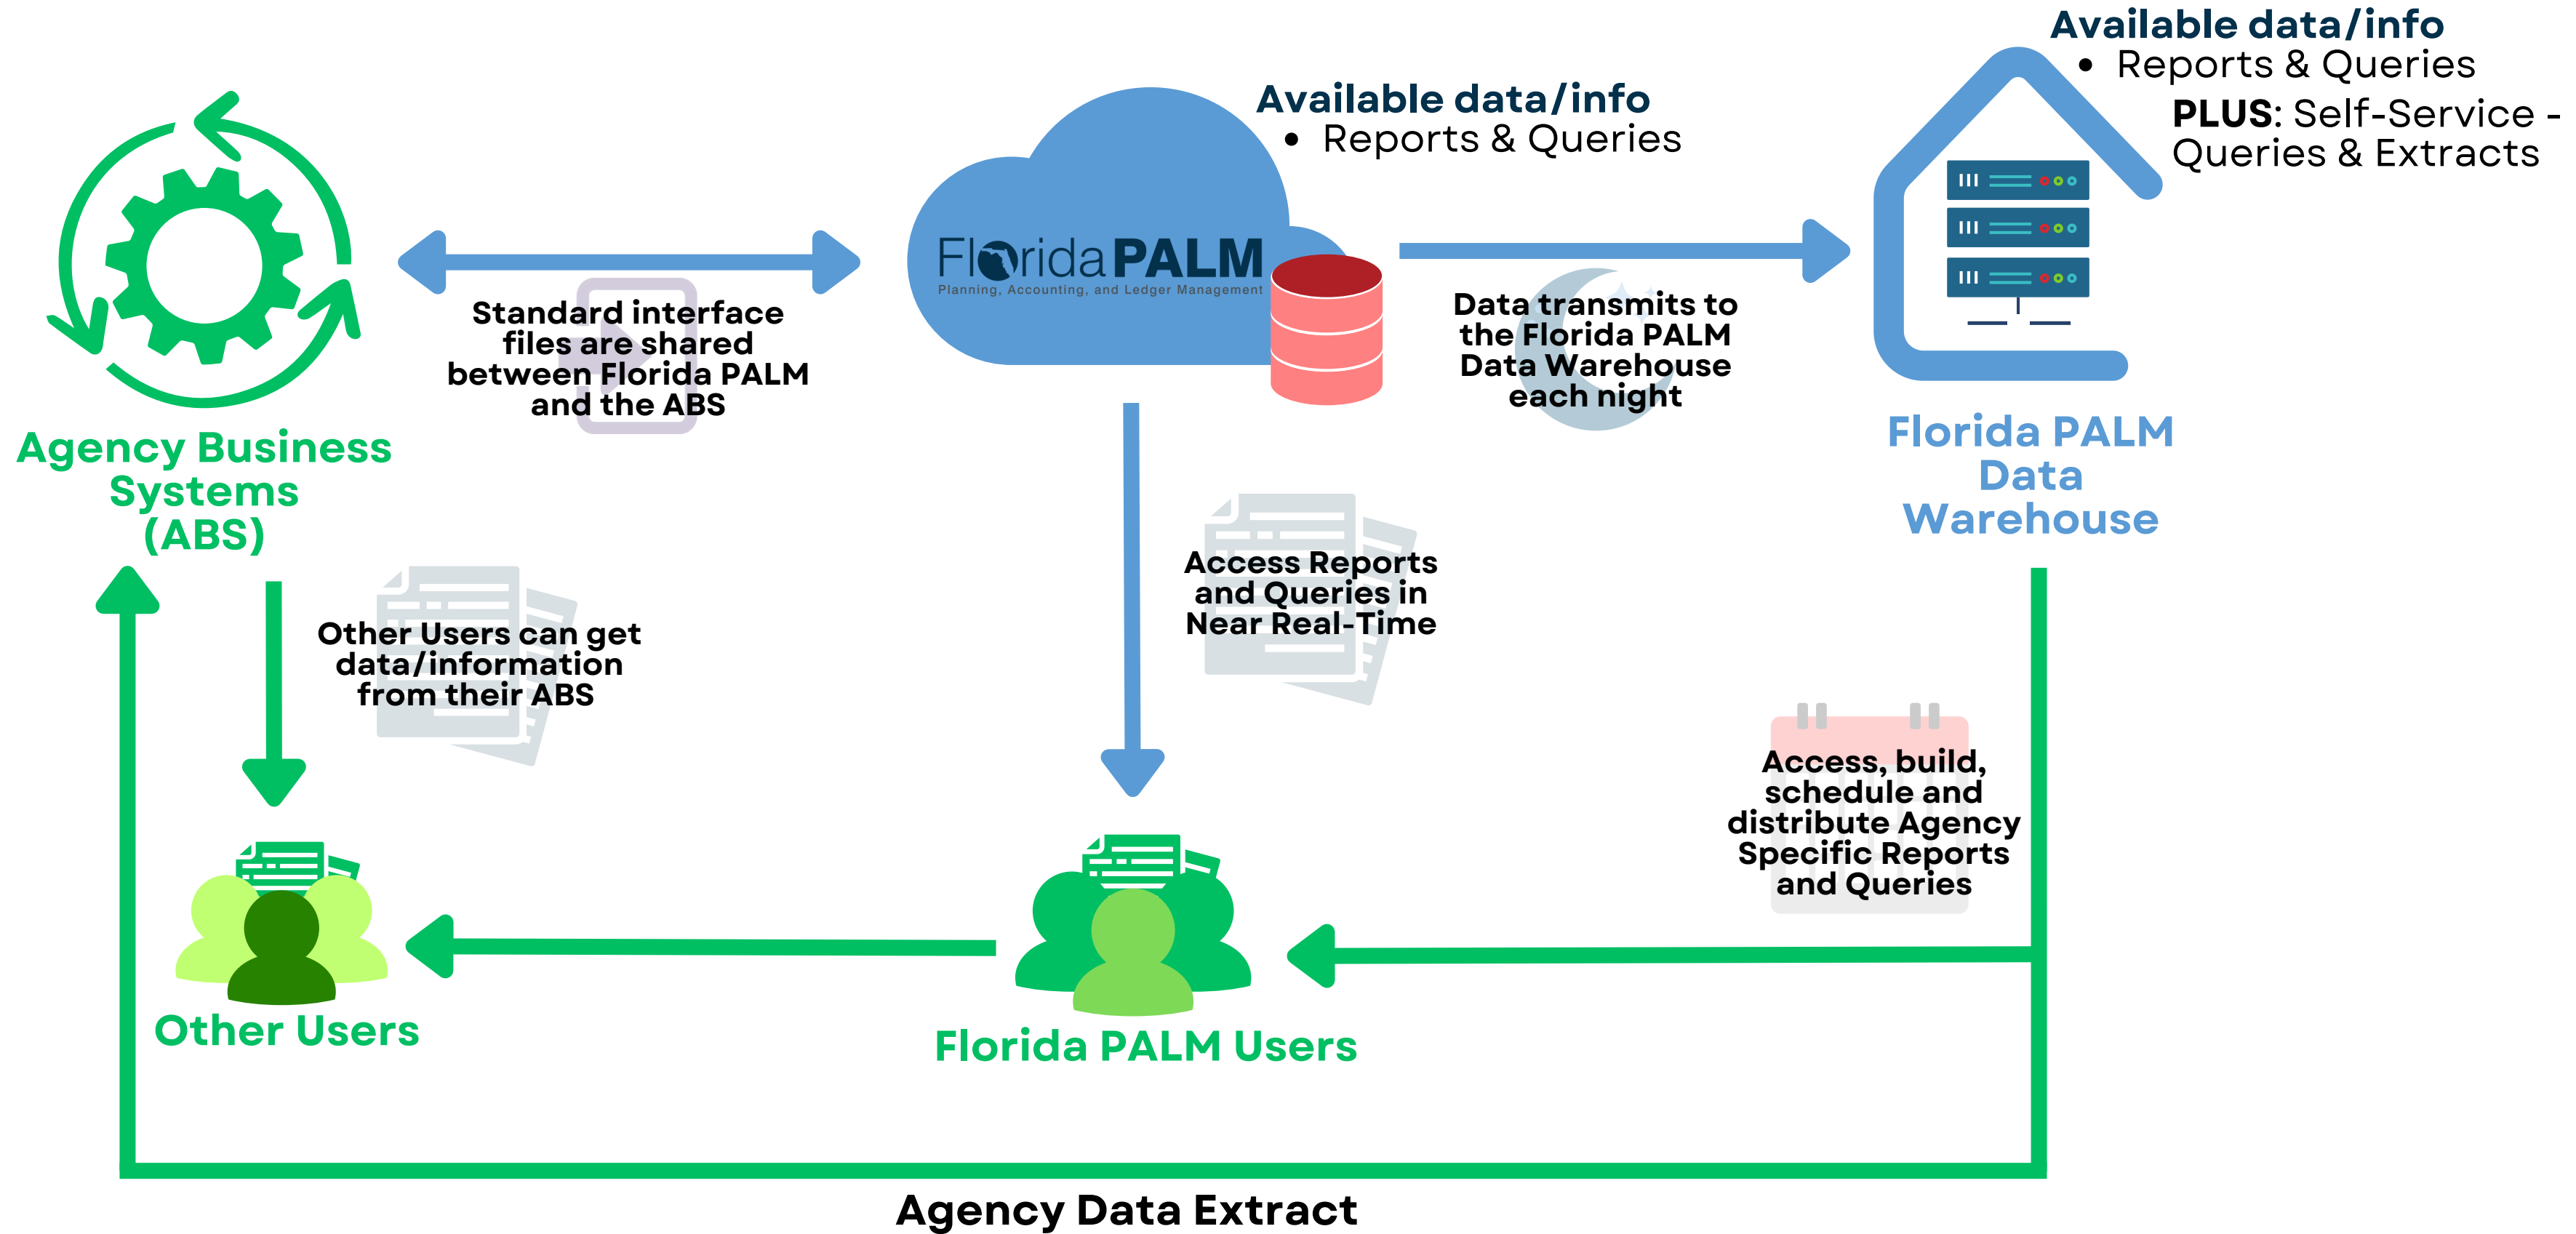 Available data/info
• Reports & Queries
PLUS: Self-Service -
Queries & Extracts
Available data/info
• Reports & Queries
Florida PALM
Planning, Accounting, and Ledger Management
Standard interface
files are shared
between Florida PALM
and the ABS
Data transmits to
the Florida PALM
Data Warehouse
each night
Agency Business
Systems
(ABS)
Florida PALM
Data
Warehouse
Other Users can get
data/information
from their ABS
Access Reports
and Queries in
Near Real-Time
Access, build,
schedule and
distribute Agency
Specific Reports
and Queries
Other Users
Florida PALM Users
Agency Data Extract